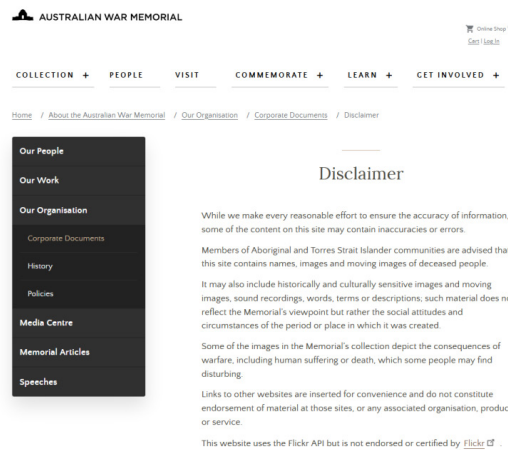 AUSTRALIAN WAR MEMORIAL
Online Shop
Cart | Log In
COLLECTION + PEOPLE VISIT COMMEMORATE + LEARN + GET INVOLVED +
Home / About the Australian War Memorial / Our Organisation / Corporate Documents / Disclaimer
Our People
Our Work
Our Organisation
Corporate Documents
History
Policies
Media Centre
Memorial Articles
Speeches
Disclaimer
While we make every reasonable effort to ensure the accuracy of information,
some of the content on this site may contain inaccuracies or errors.
Members of Aboriginal and Torres Strait Islander communities are advised tha
this site contains names, images and moving images of deceased people.
It may also include historically and culturally sensitive images and moving
images, sound recordings, words, terms or descriptions; such material does no
reflect the Memorial's viewpoint but rather the social attitudes and
circumstances of the period or place in which it was created.
Some of the images in the Memorial's collection depict the consequences of
warfare, including human suffering or death, which some people may find
disturbing.
Links to other websites are inserted for convenience and do not constitute
endorsement of material at those sites, or any associated organisation, produc
or service.
This website uses the Flickr API but is not endorsed or certified by Flickr .